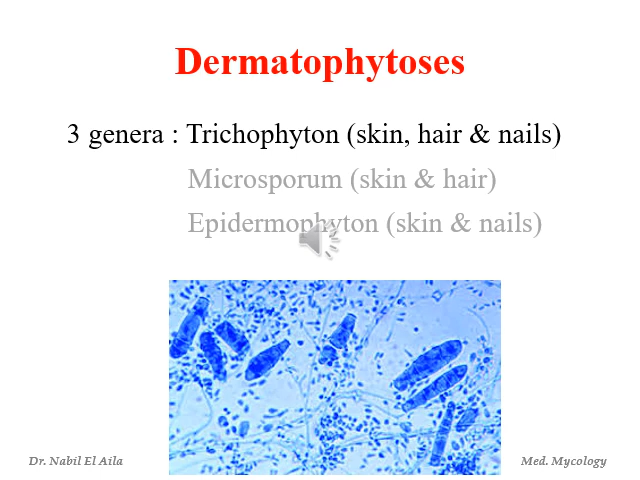 Dermatophytoses
3 genera : Trichophyton (skin, hair & nails)
Microsporum (skin & hair)
Epidermophyton (skin & nails)
Dr. Nabil El Aila
Med. Mycology